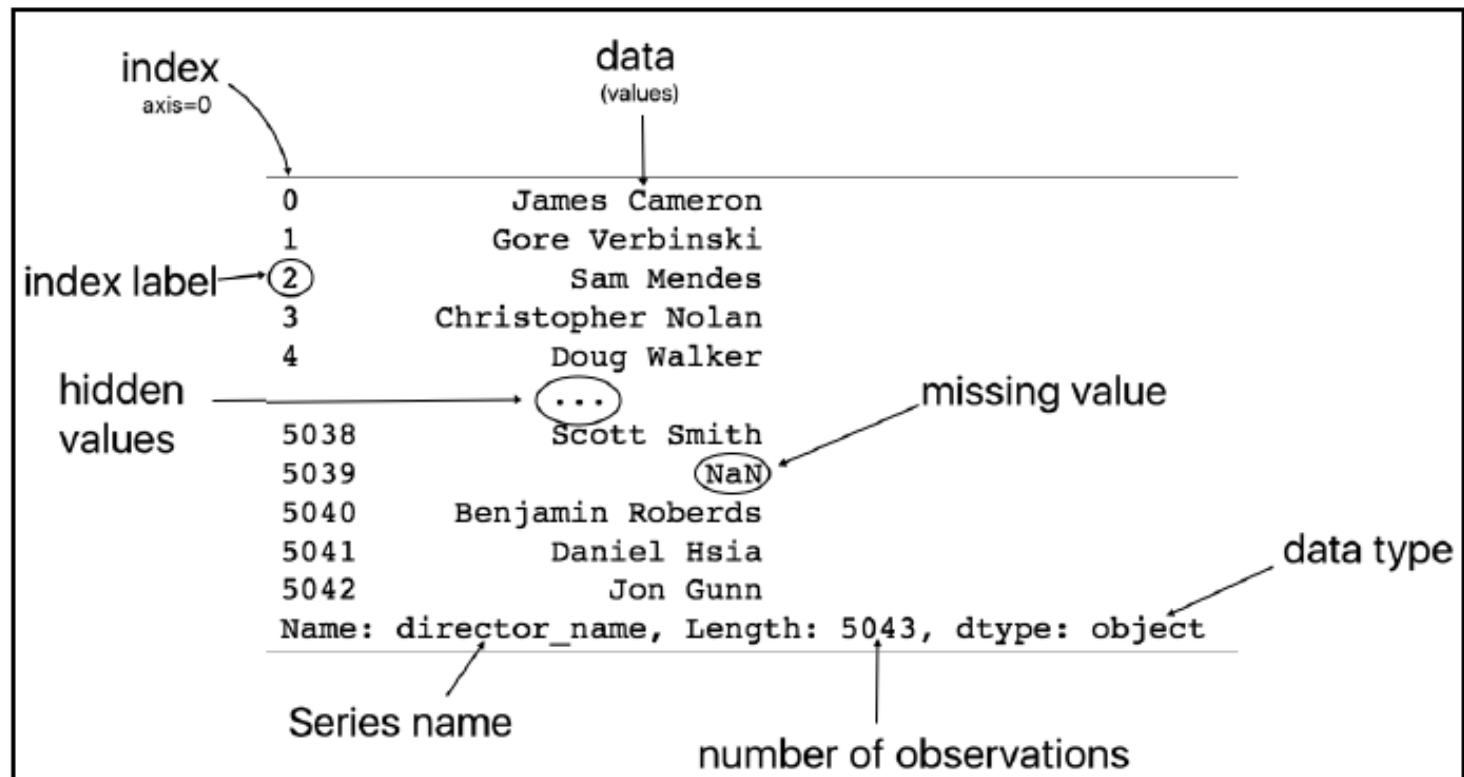 index
axis=0
data
(values)
0 James Cameron
1 Gore Verbinski
index label 2 Sam Mendes
3 Christopher Nolan
4 Doug Walker
hidden
values
...
missing value
5038 Scott Smith
5039 NaN
5040 Benjamin Roberds
5041 Daniel Hsia
data type
5042 Jon Gunn
Name: director_name, Length: 5043, dtype: object
Series name
number of observations